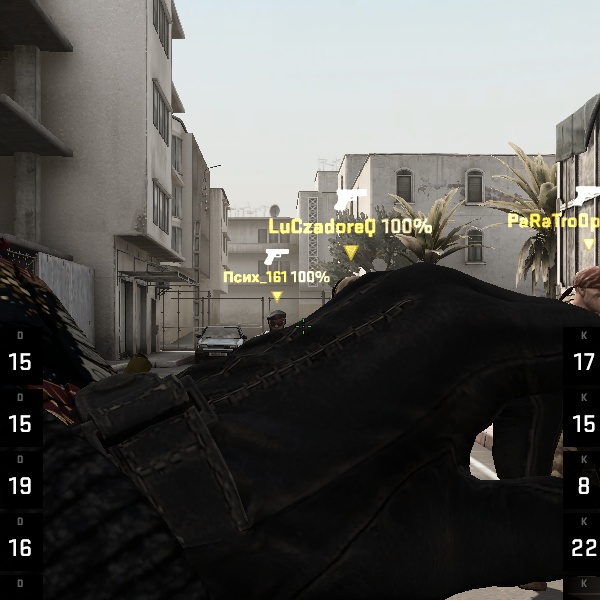 PaRaTroOp
LuCzadoreQ 100%
Псих_161 100%
D K
15 17
D K
15 15
D K
19 8
D K
16 22
D K